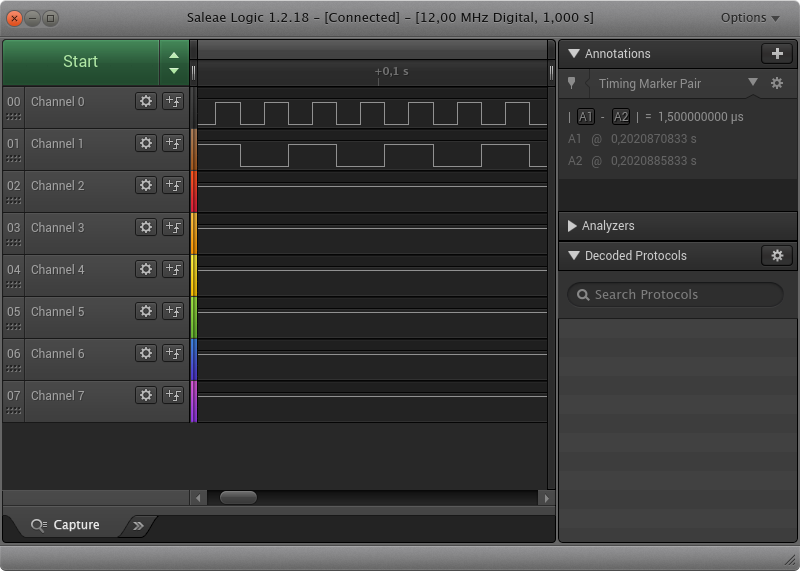 Saleae Logic 1.2.18 – [Connected] – [12,00 MHz Digital, 1,000 s]
Options
Start
+0,1 s
00 Channel 0
01 Channel 1
02 Channel 2
03 Channel 3
04 Channel 4
05 Channel 5
06 Channel 6
07 Channel 7
Annotations
Timing Marker Pair
| A1 - A2 | = 1,500000000 µs
A1 @ 0,2020870833 s
A2 @ 0,2020885833 s
Analyzers
Decoded Protocols
Search Protocols
Capture